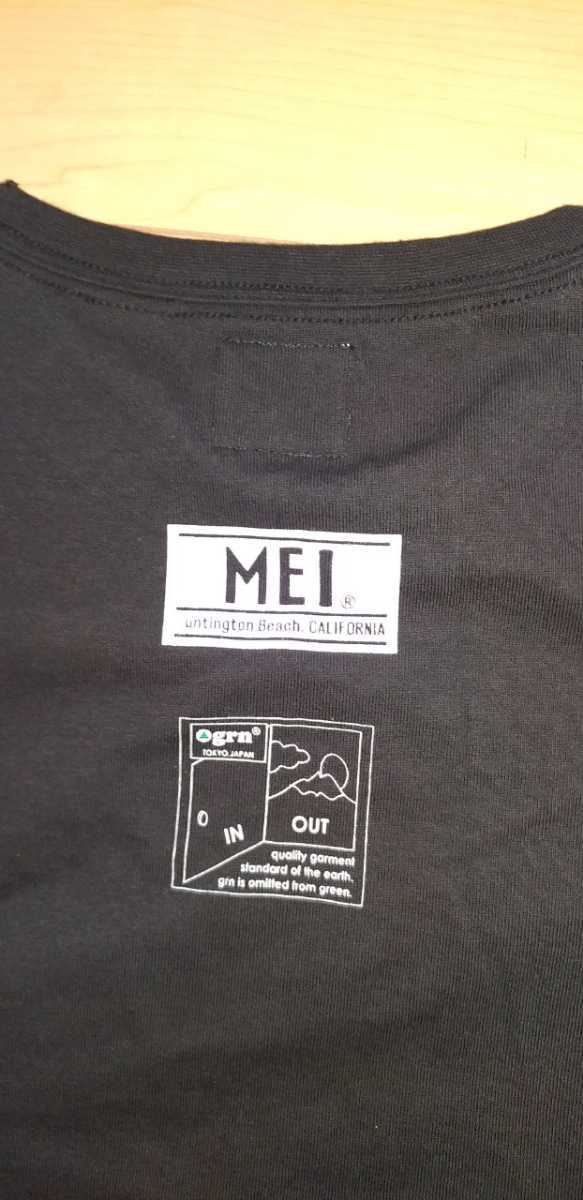 MEI®
untington Beach. CALIFORNIA
grn®
TOKYO.JAPAN
IN
OUT
quality garment
standard of the earth.
grn is omitted from green.